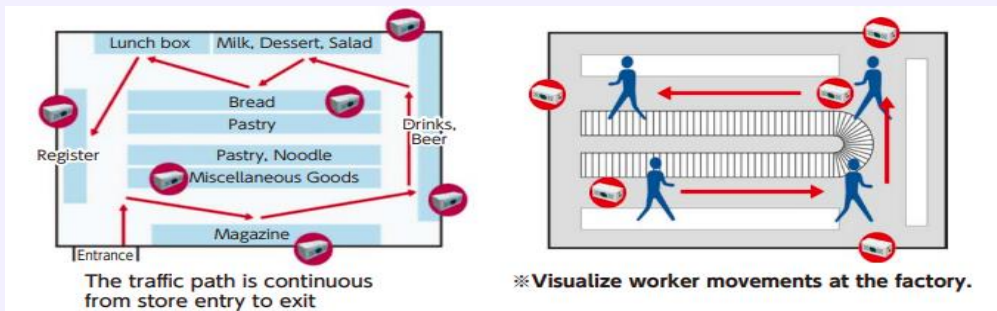 Lunch box
Milk, Dessert, Salad
Bread
Pastry
Drinks,
Beer
Register
Pastry, Noodle
Miscellaneous Goods
Magazine
Entrance
The traffic path is continuous
from store entry to exit
※Visualize worker movements at the factory.